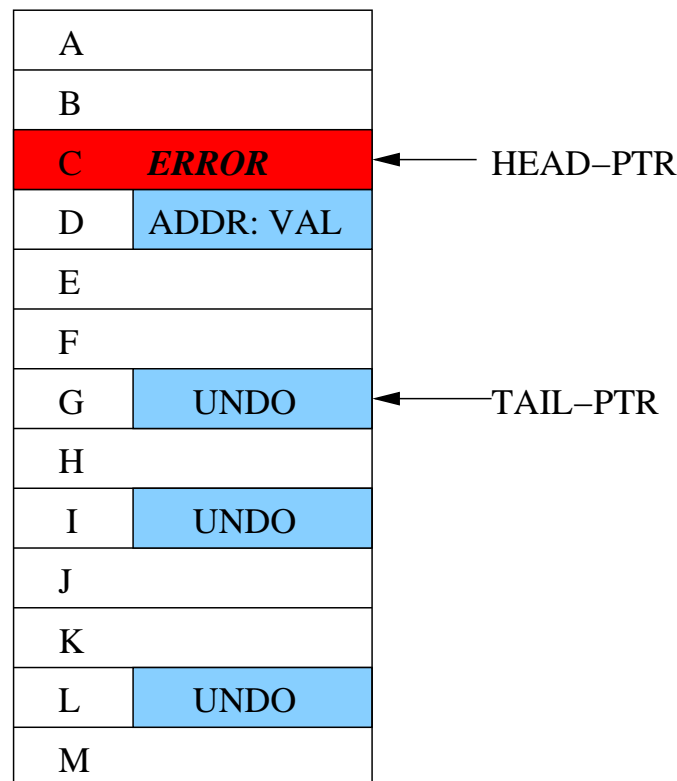 A
B
C ERROR HEAD–PTR
D ADDR: VAL
E
F
G UNDO TAIL–PTR
H
I UNDO
J
K
L UNDO
M